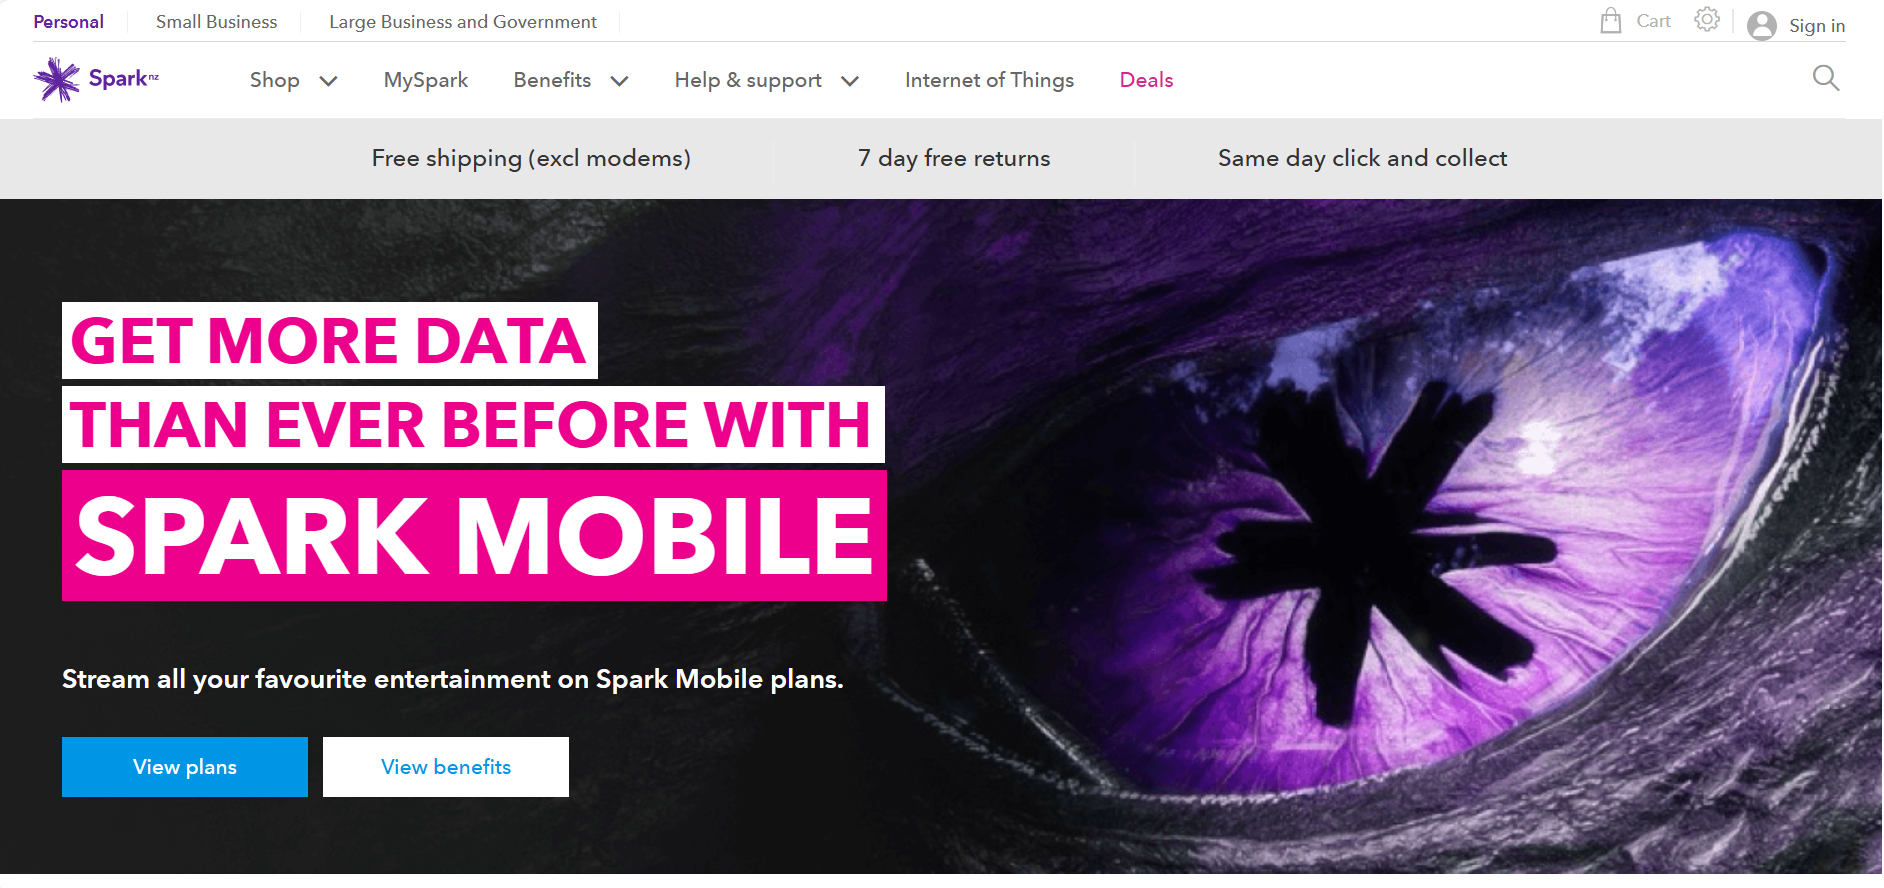 Personal
Small Business
Large Business and Government
Cart
Sign in
Spark nz
Shop
MySpark
Benefits
Help & support
Internet of Things
Deals
Free shipping (excl modems)
7 day free returns
Same day click and collect
GET MORE DATA
THAN EVER BEFORE WITH
SPARK MOBILE
Stream all your favourite entertainment on Spark Mobile plans.
View plans
View benefits